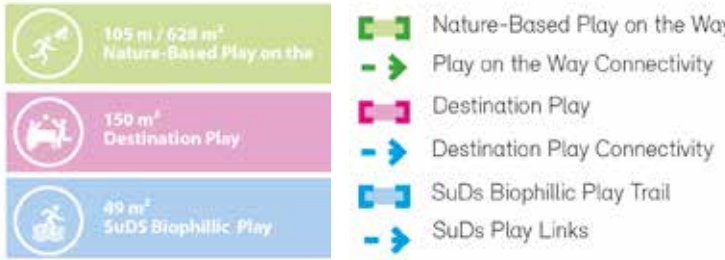 105 m / 628 m²
Nature-Based Play on the
150 m²
Destination Play
49 m²
SuDS Biophillic Play
Nature-Based Play on the Way
Play on the Way Connectivity
Destination Play
Destination Play Connectivity
SuDs Biophillic Play Trail
SuDs Play Links